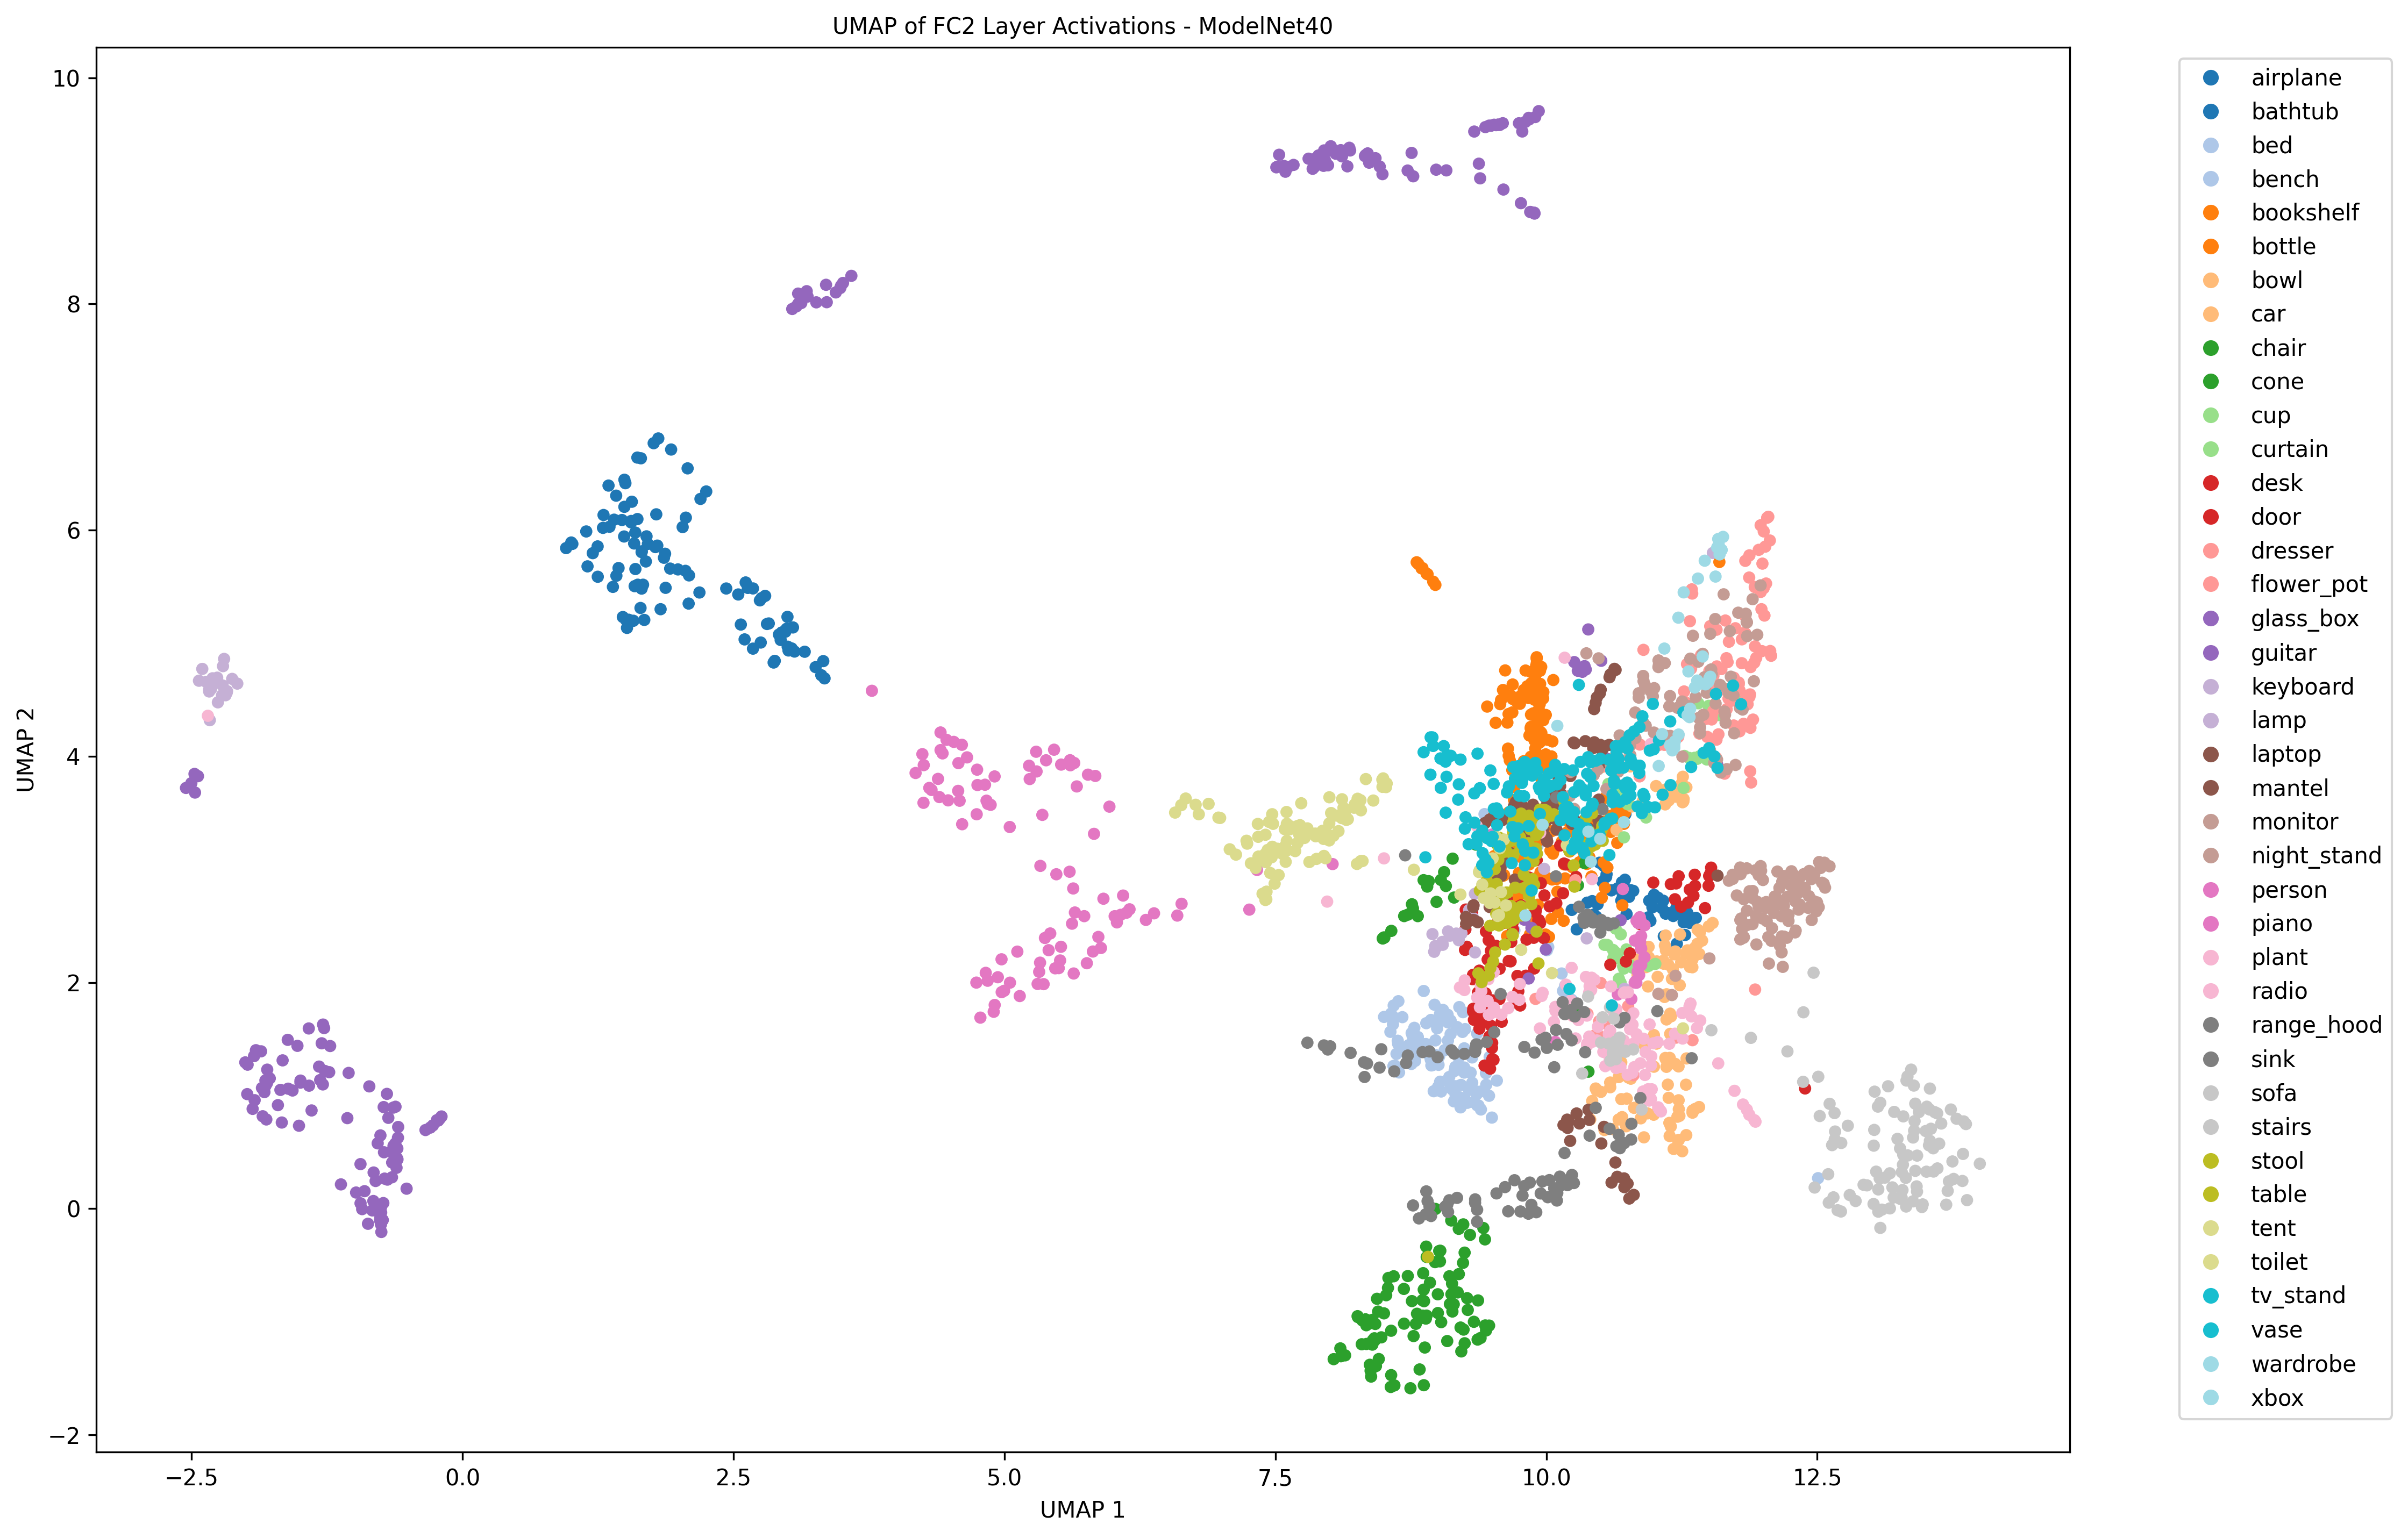 UMAP of FC2 Layer Activations - ModelNet40
10
8
6
4
2
0
−2
UMAP 2
−2.5
0.0
2.5
5.0
7.5
10.0
12.5
UMAP 1
airplane
bathtub
bed
bench
bookshelf
bottle
bowl
car
chair
cone
cup
curtain
desk
door
dresser
flower_pot
glass_box
guitar
keyboard
lamp
laptop
mantel
monitor
night_stand
person
piano
plant
radio
range_hood
sink
sofa
stairs
stool
table
tent
toilet
tv_stand
vase
wardrobe
xbox